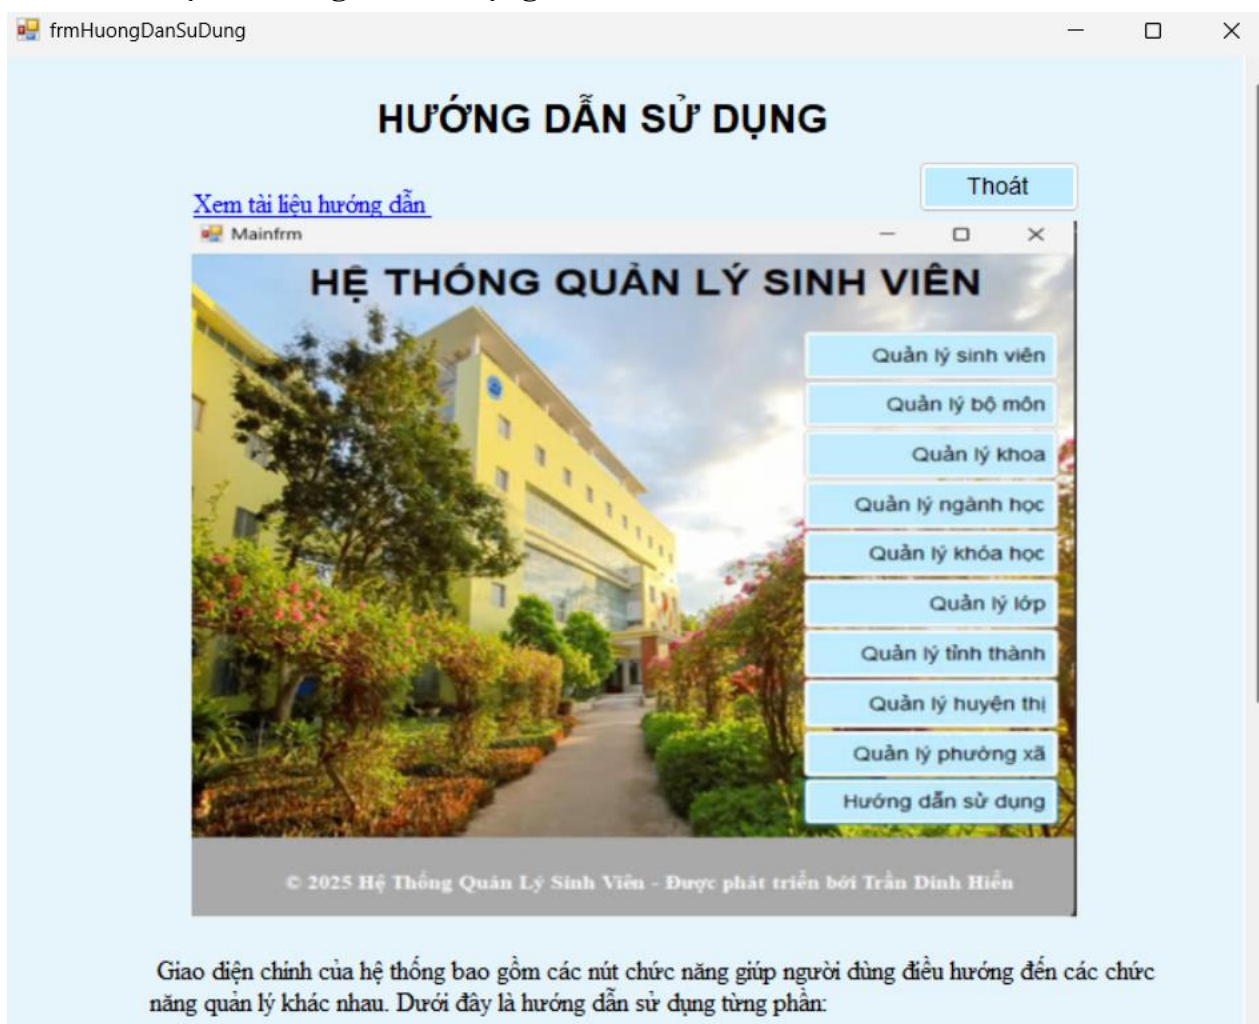 frmHuongDanSuDung
HƯỚNG DẪN SỬ DỤNG
Thoát
Xem tài liệu hướng dẫn
Mainfrm
HỆ THỐNG QUẢN LÝ SINH VIÊN
Quản lý sinh viên
Quản lý bộ môn
Quản lý khoa
Quản lý ngành học
Quản lý khóa học
Quản lý lớp
Quản lý tỉnh thành
Quản lý huyện thị
Quản lý phường xã
Hướng dẫn sử dụng
© 2025 Hệ Thống Quản Lý Sinh Viên - Được phát triển bởi Trần Dinh Hiển
Giao diện chính của hệ thống bao gồm các nút chức năng giúp người dùng điều hướng đến các chức
năng quản lý khác nhau. Dưới đây là hướng dẫn sử dụng từng phần: